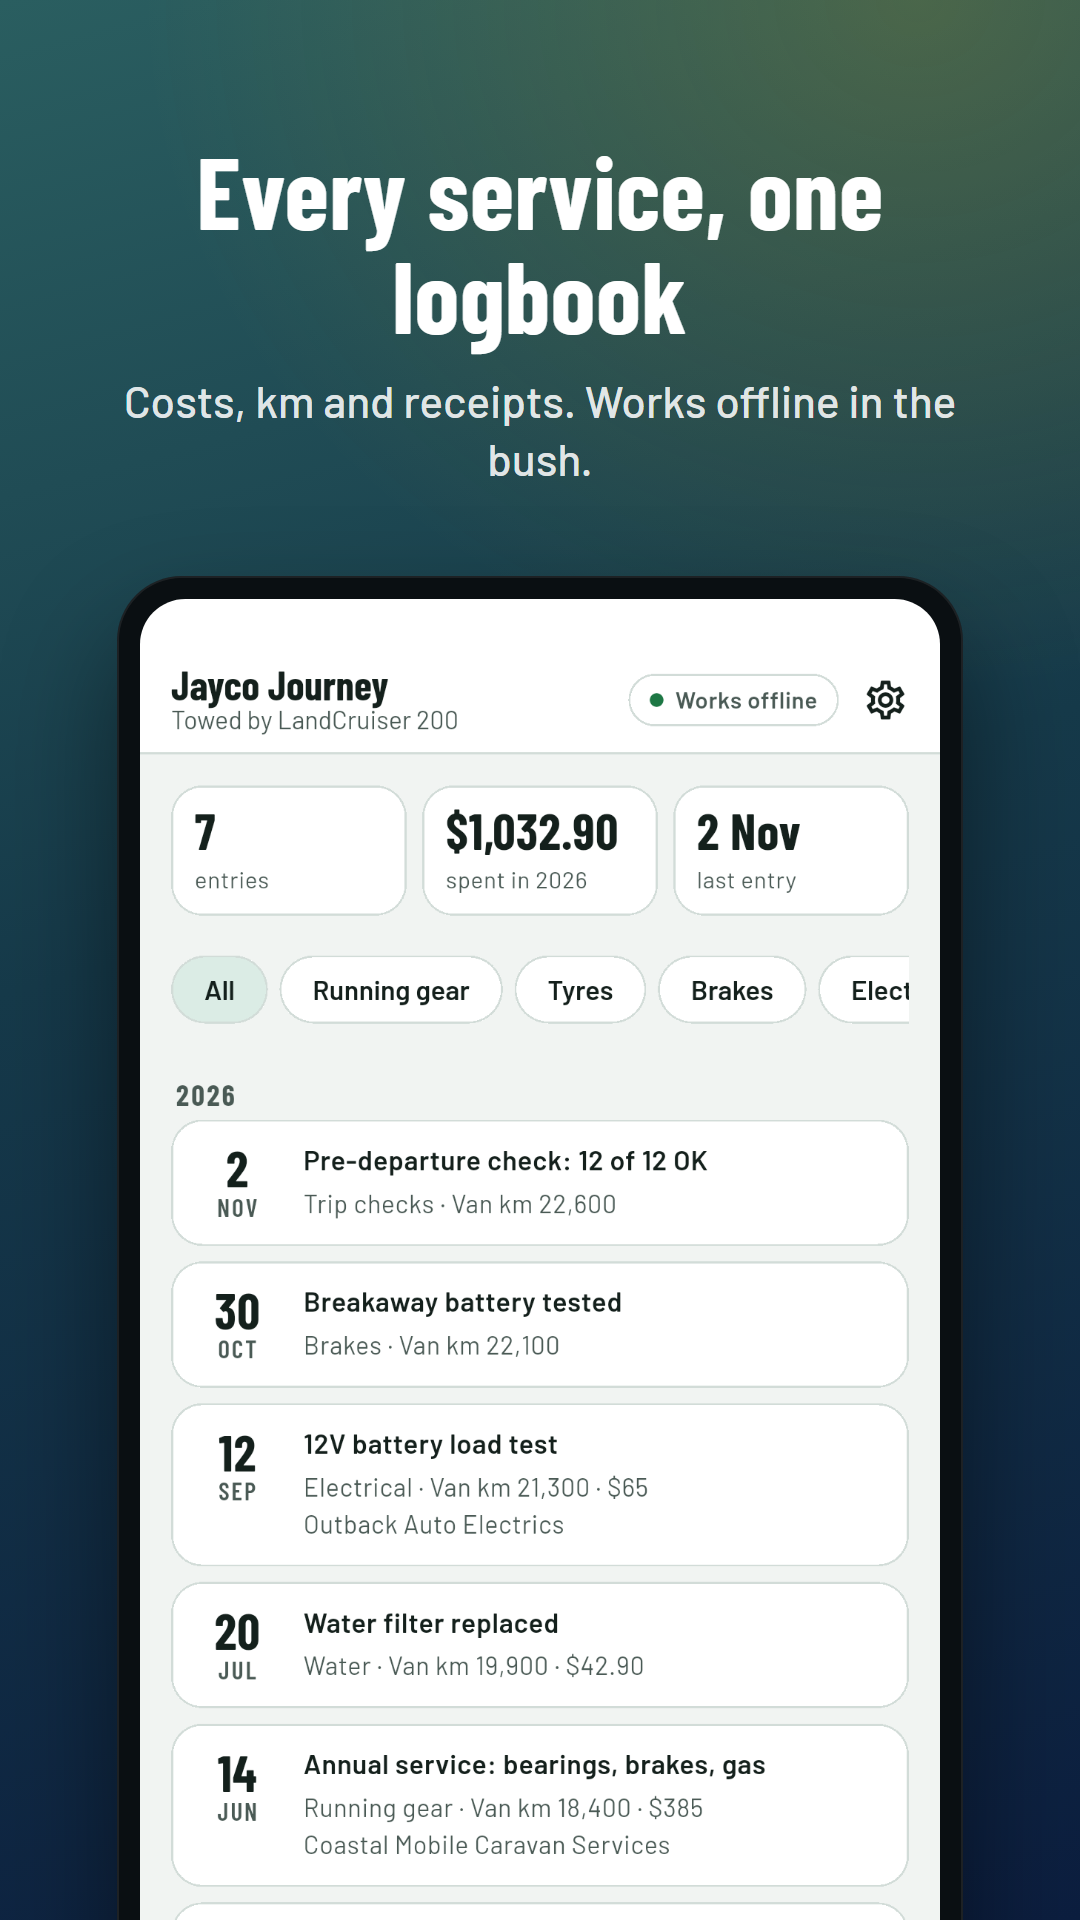 Every service, one
logbook
Costs, km and receipts. Works offline in the
bush.
Jayco Journey
Towed by LandCruiser 200
Works offline
7
entries
$1,032.90
spent in 2026
2 Nov
last entry
All
Running gear
Tyres
Brakes
Elect
2026
2
NOV
Pre-departure check: 12 of 12 OK
Trip checks · Van km 22,600
30
OCT
Breakaway battery tested
Brakes · Van km 22,100
12
SEP
12V battery load test
Electrical · Van km 21,300 · $65
Outback Auto Electrics
20
JUL
Water filter replaced
Water · Van km 19,900 · $42.90
14
JUN
Annual service: bearings, brakes, gas
Running gear · Van km 18,400 · $385
Coastal Mobile Caravan Services